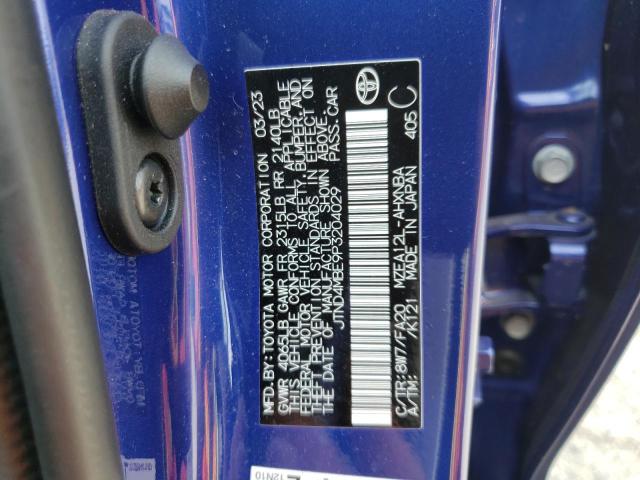 MFD.BY:TOYOTA MOTOR CORPORATION 03/23
GVWR 4065LB GAWR FR 2315LB RR 2140LB
THIS VEHICLE CONFORMS TO ALL APPLICABLE
FEDERAL MOTOR VEHICLE SAFETY, BUMPER, AND
THEFT PREVENTION STANDARDS IN EFFECT ON
THE DATE OF MANUFACTURE SHOWN ABOVE.
JTND4MBE9P3204029 PASS.CAR
C/TR:8W7/FA20 MZEA12L-AHXNBA
A/TM: /K121 MADE IN JAPAN 405
C
12N10